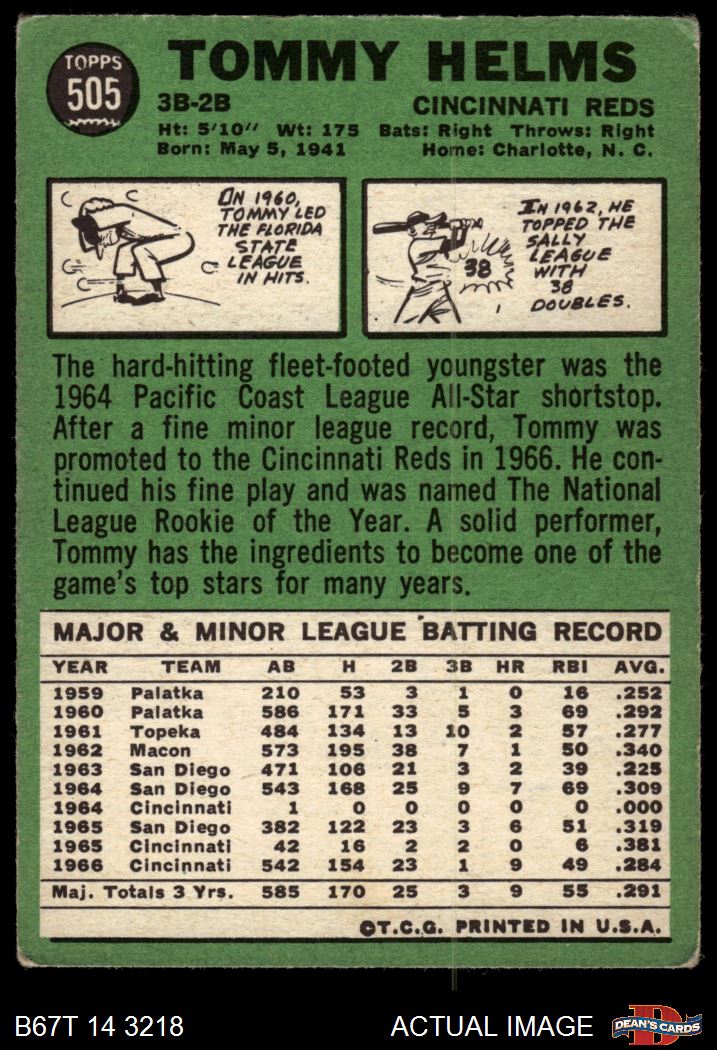 TOPPS
505
TOMMY HELMS
3B-2B CINCINNATI REDS
Ht: 5'10" Wt: 175 Bats: Right Throws: Right
Born: May 5, 1941 Home: Charlotte, N. C.
IN 1960,
TOMMY LED
THE FLORIDA
STATE
LEAGUE
IN HITS.
38
IN 1962, HE
TOPPED THE
SALLY
LEAGUE
WITH
38
DOUBLES.
The hard-hitting fleet-footed youngster was the
1964 Pacific Coast League All-Star shortstop.
After a fine minor league record, Tommy was
promoted to the Cincinnati Reds in 1966. He con-
tinued his fine play and was named The National
League Rookie of the Year. A solid performer,
Tommy has the ingredients to become one of the
game's top stars for many years.
MAJOR & MINOR LEAGUE BATTING RECORD
YEAR TEAM AB H 2B 3B HR RBI AVG.
1959 Palatka 210 53 3 1 0 16 .252
1960 Palatka 586 171 33 5 3 69 .292
1961 Topeka 484 134 13 10 2 57 .277
1962 Macon 573 195 38 7 1 50 .340
1963 San Diego 471 106 21 3 2 39 .225
1964 San Diego 543 168 25 9 7 69 .309
1964 Cincinnati 1 0 0 0 0 0 .000
1965 San Diego 382 122 23 3 6 51 .319
1965 Cincinnati 42 16 2 2 0 6 .381
1966 Cincinnati 542 154 23 1 9 49 .284
Maj. Totals 3 Yrs. 585 170 25 3 9 55 .291
©T.C.G. PRINTED IN U.S.A.
B67T 14 3218 ACTUAL IMAGE DEAN'S CARDS